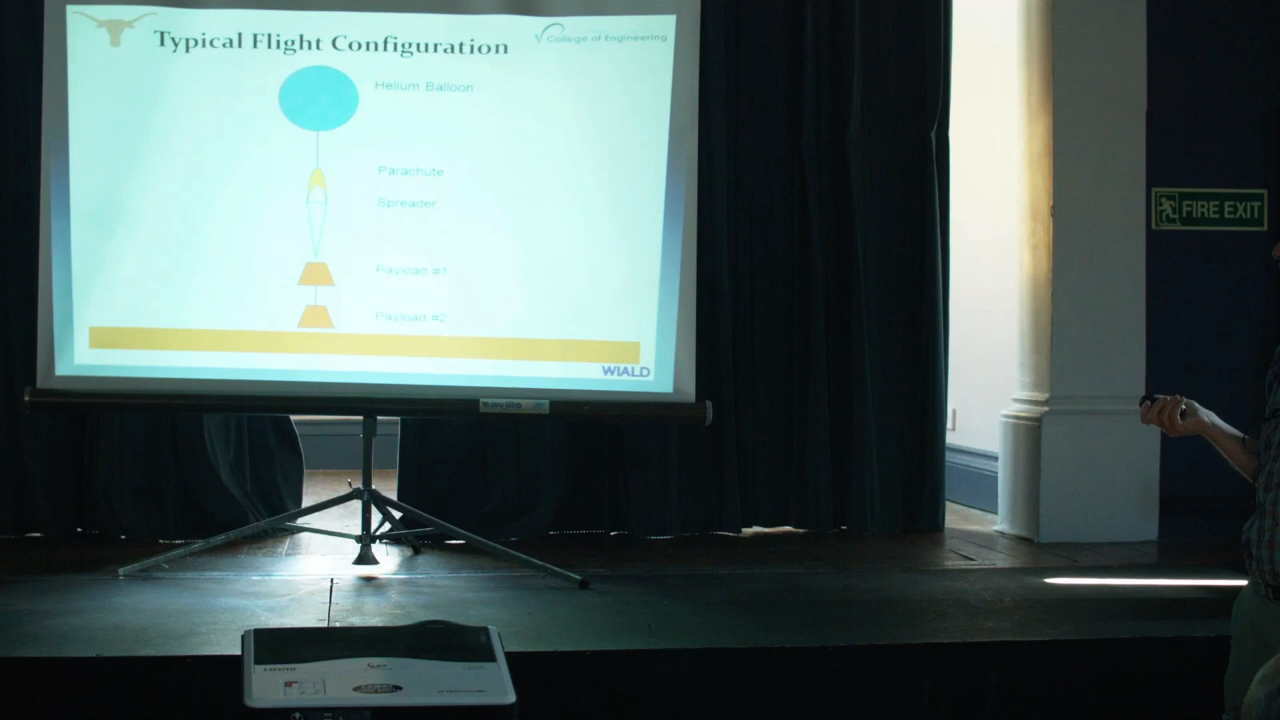 Typical Flight Configuration
College of Engineering
Helium Balloon
Parachute
Spreader
Payload #1
Payload #2
WIALD
FIRE EXIT